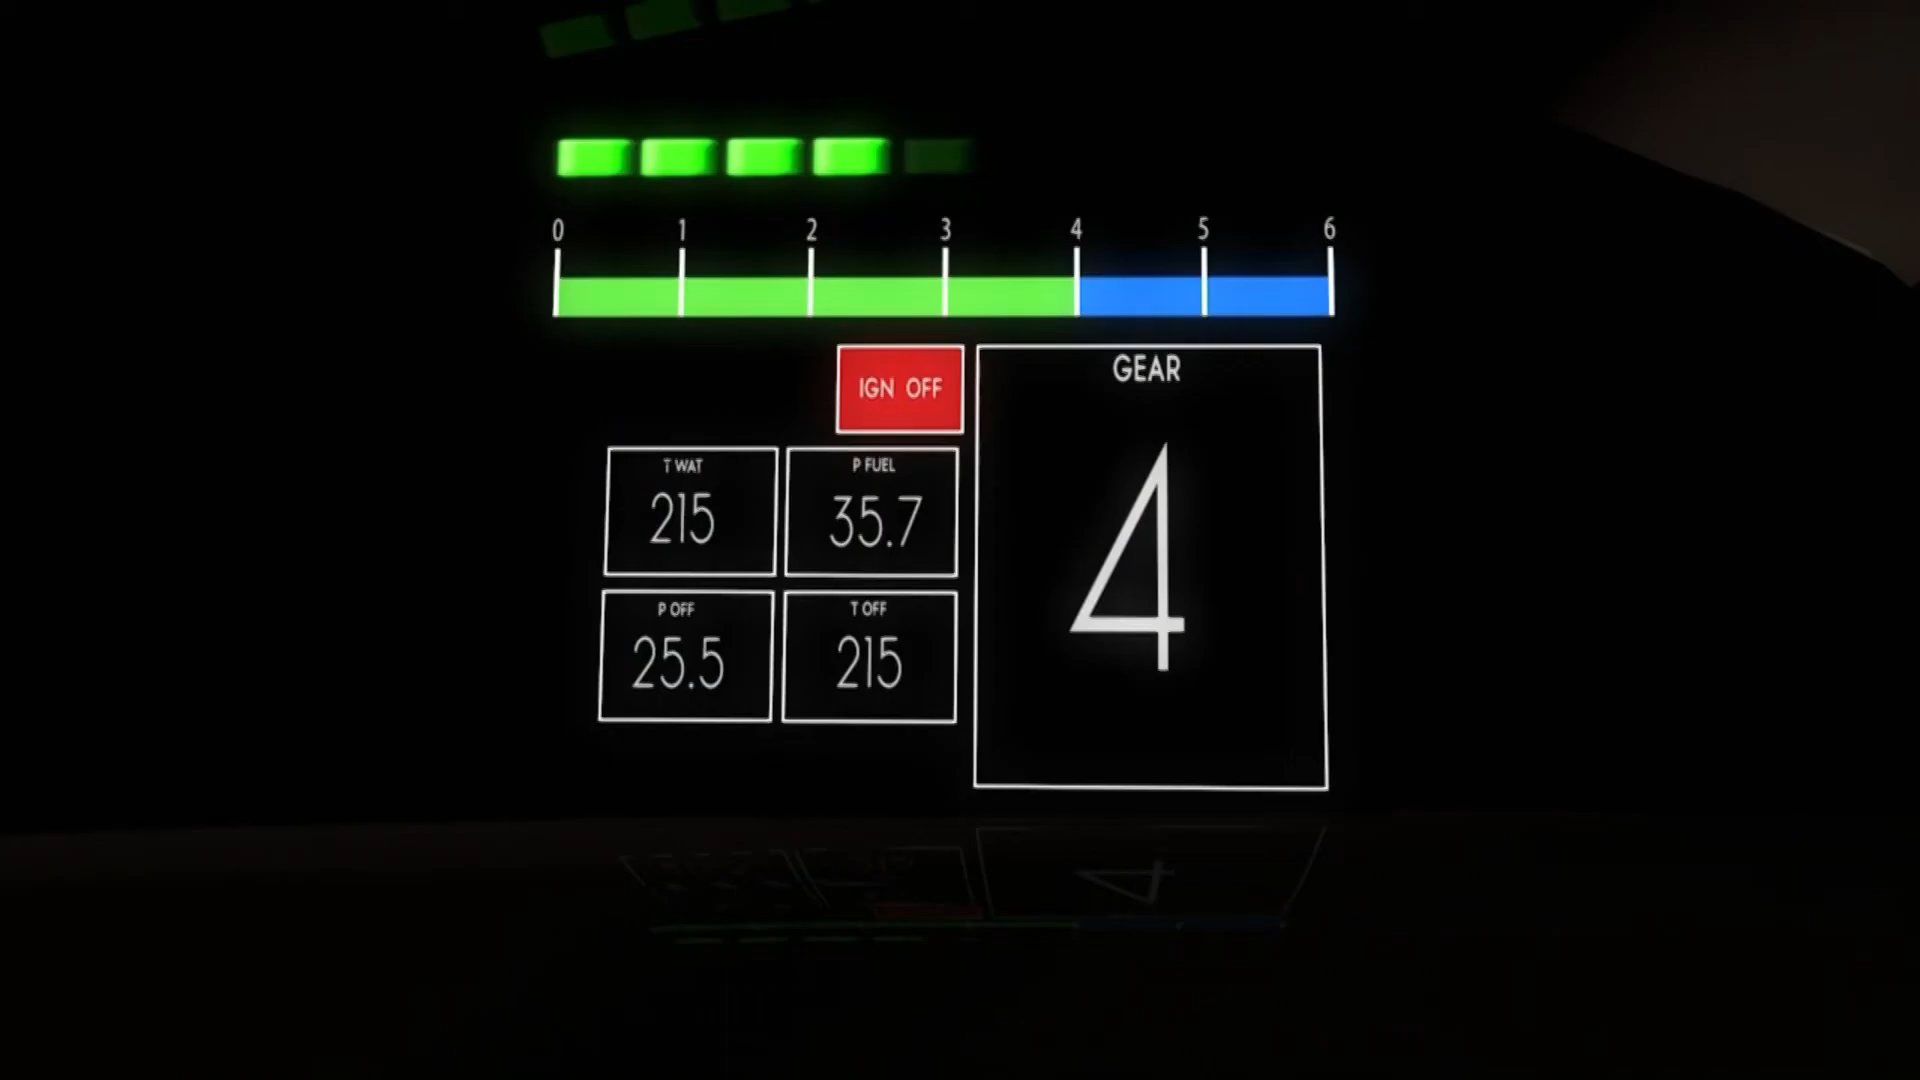 0 1 2 3 4 5 6
IGN OFF
GEAR
4
T WAT
215
P FUEL
35.7
P OFF
25.5
T OFF
215